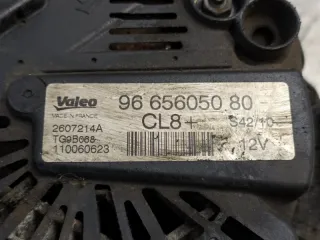 Valeo
MADE IN FRANCE
96 656050 80
2607214A
CL8+
S42/10
TG9B068
110060623
12V